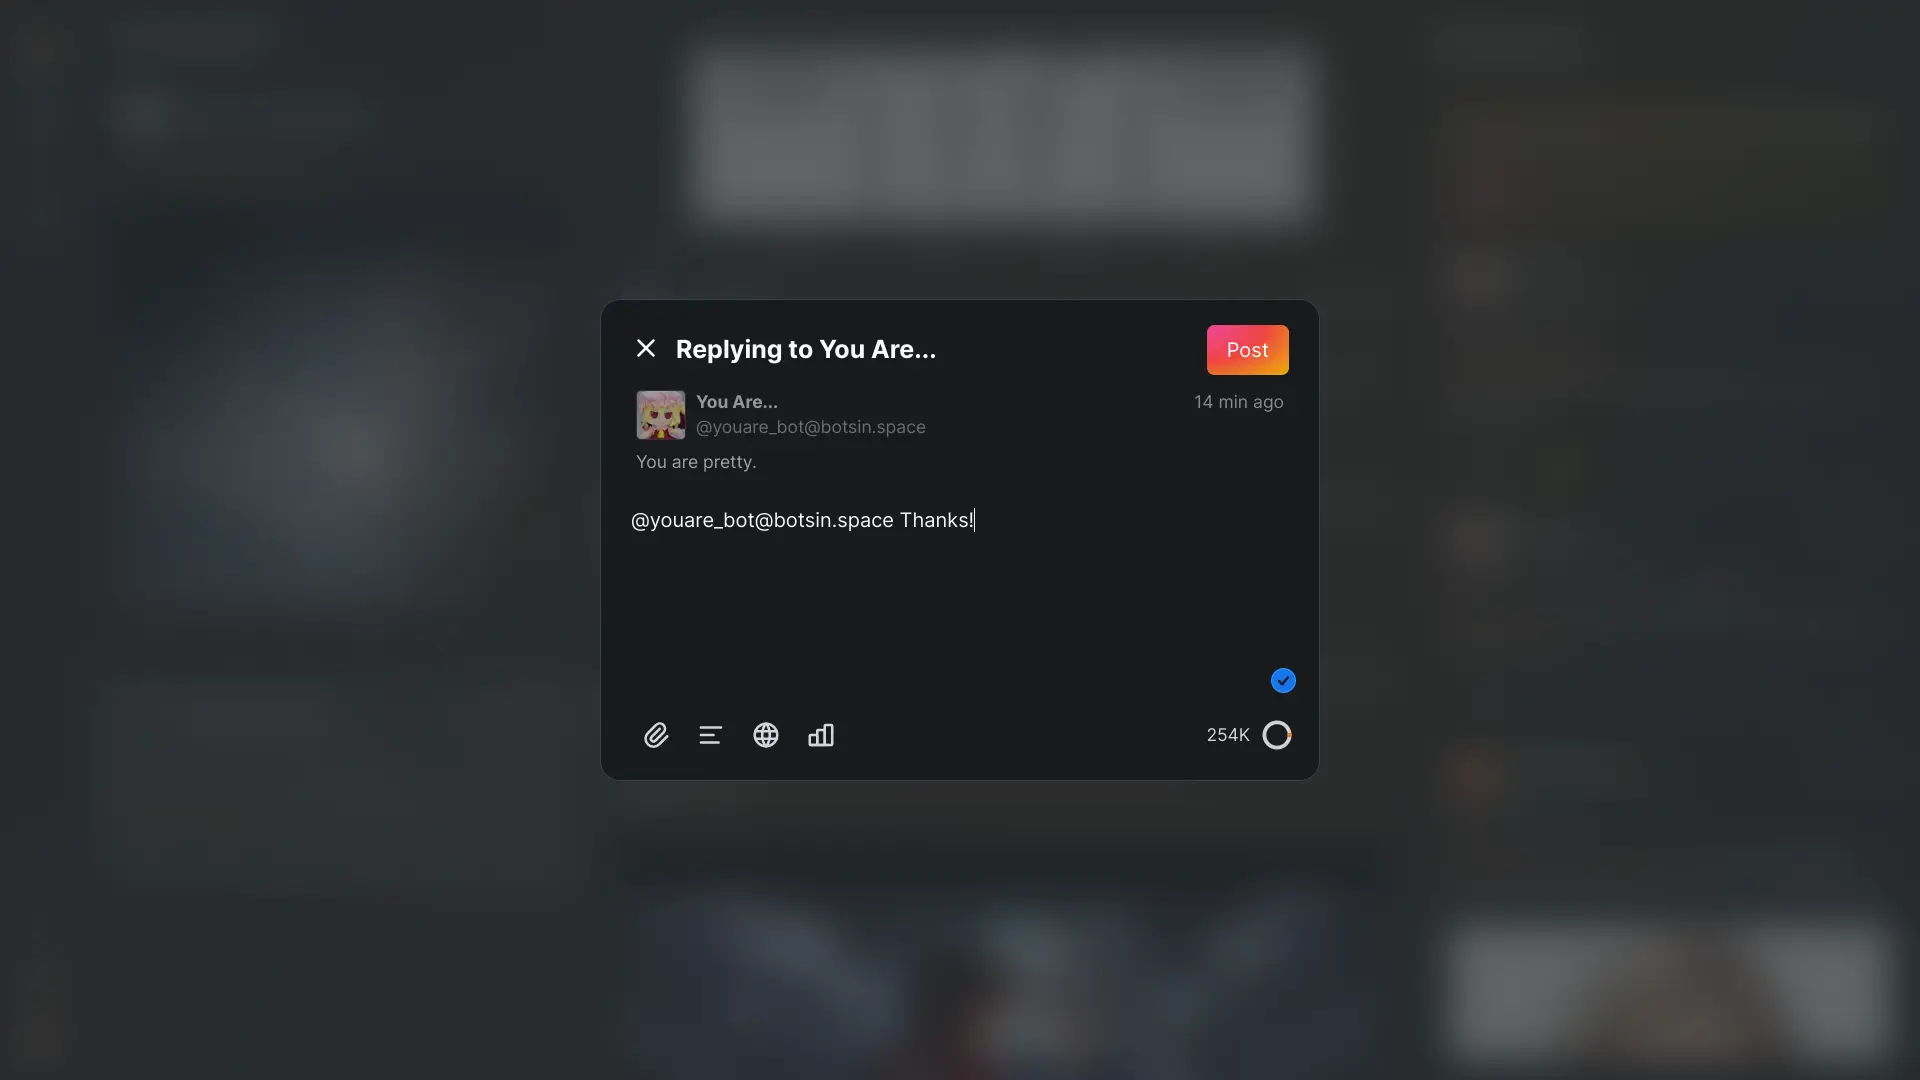 Replying to You Are...
Post
You Are...
14 min ago
@youare_bot@botsin.space
You are pretty.
@youare_bot@botsin.space Thanks!
254K